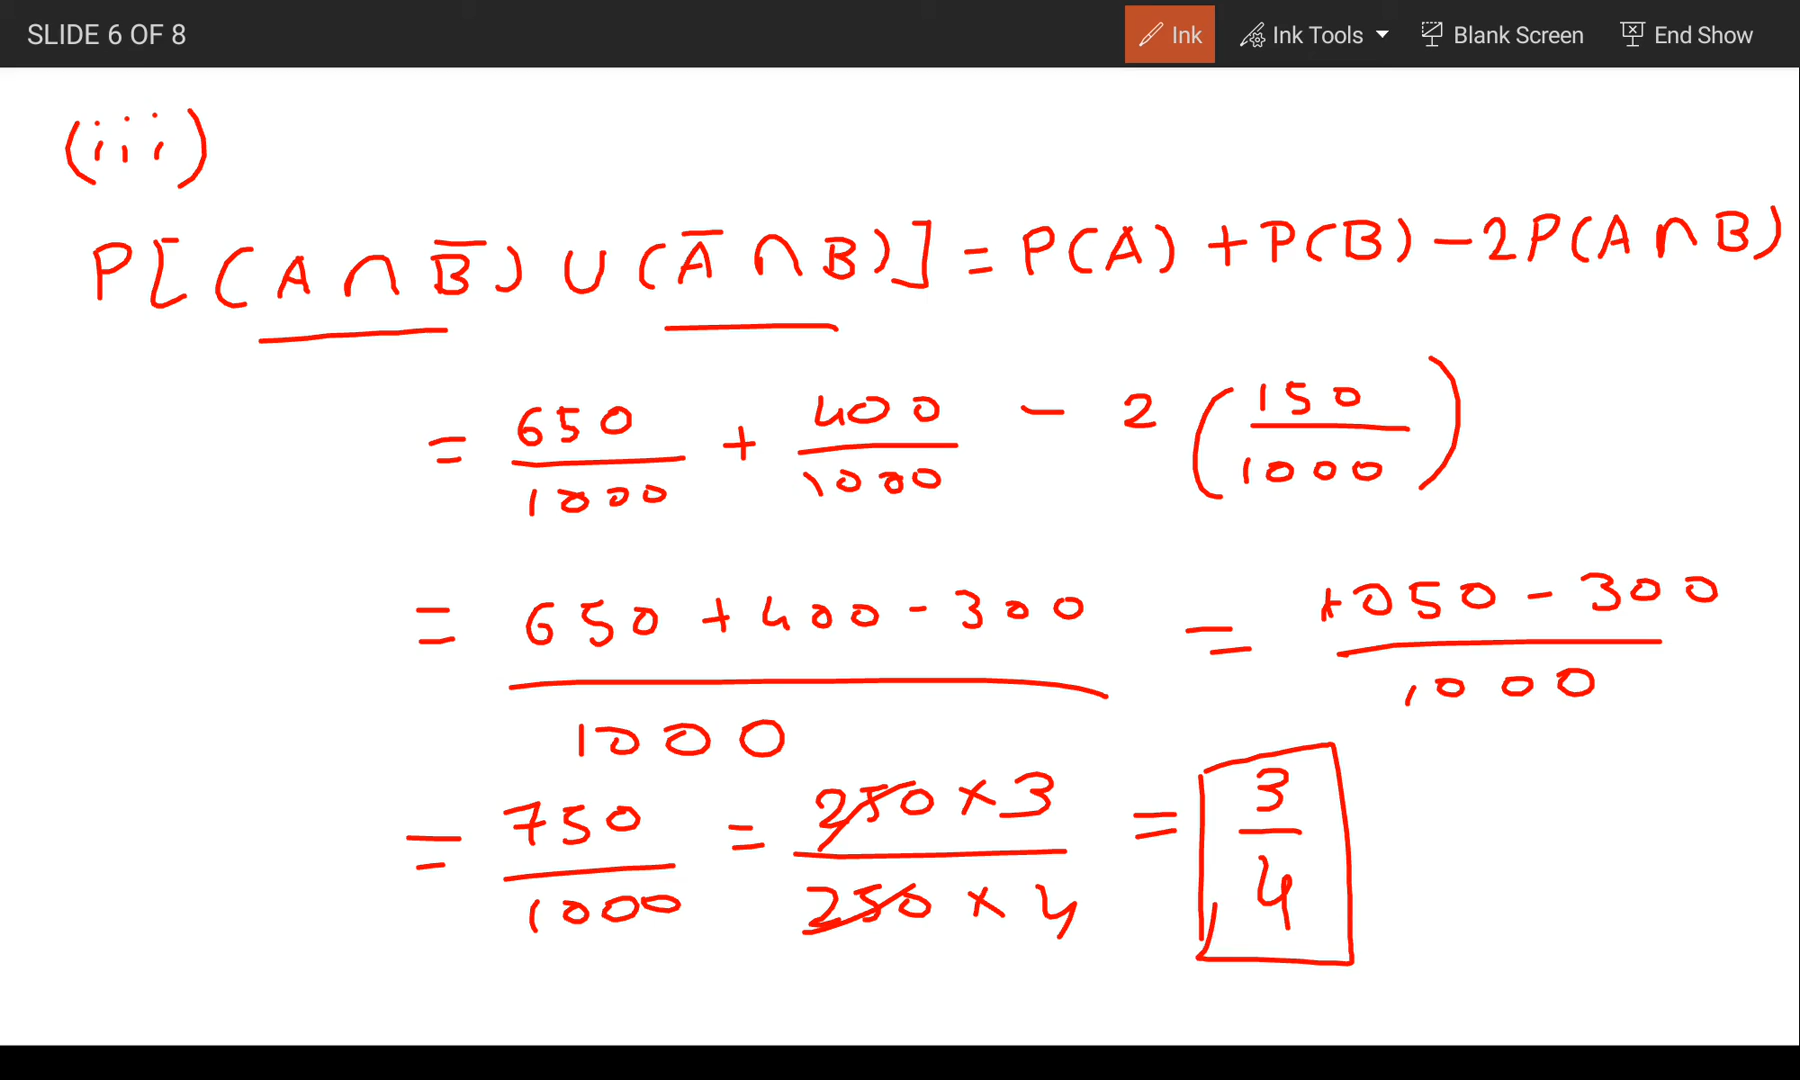 SLIDE 6 OF 8 Ink Ink Tools Blank Screen End Show
(iii)
P[(A∩B̅)∪(A̅∩B)] = P(A) + P(B) - 2P(A∩B)
= 650/1000 + 400/1000 - 2(150/1000)
= 650+400-300/1000 = 1050-300/1000
= 750/1000 = 250×3/250×4 = 3/4